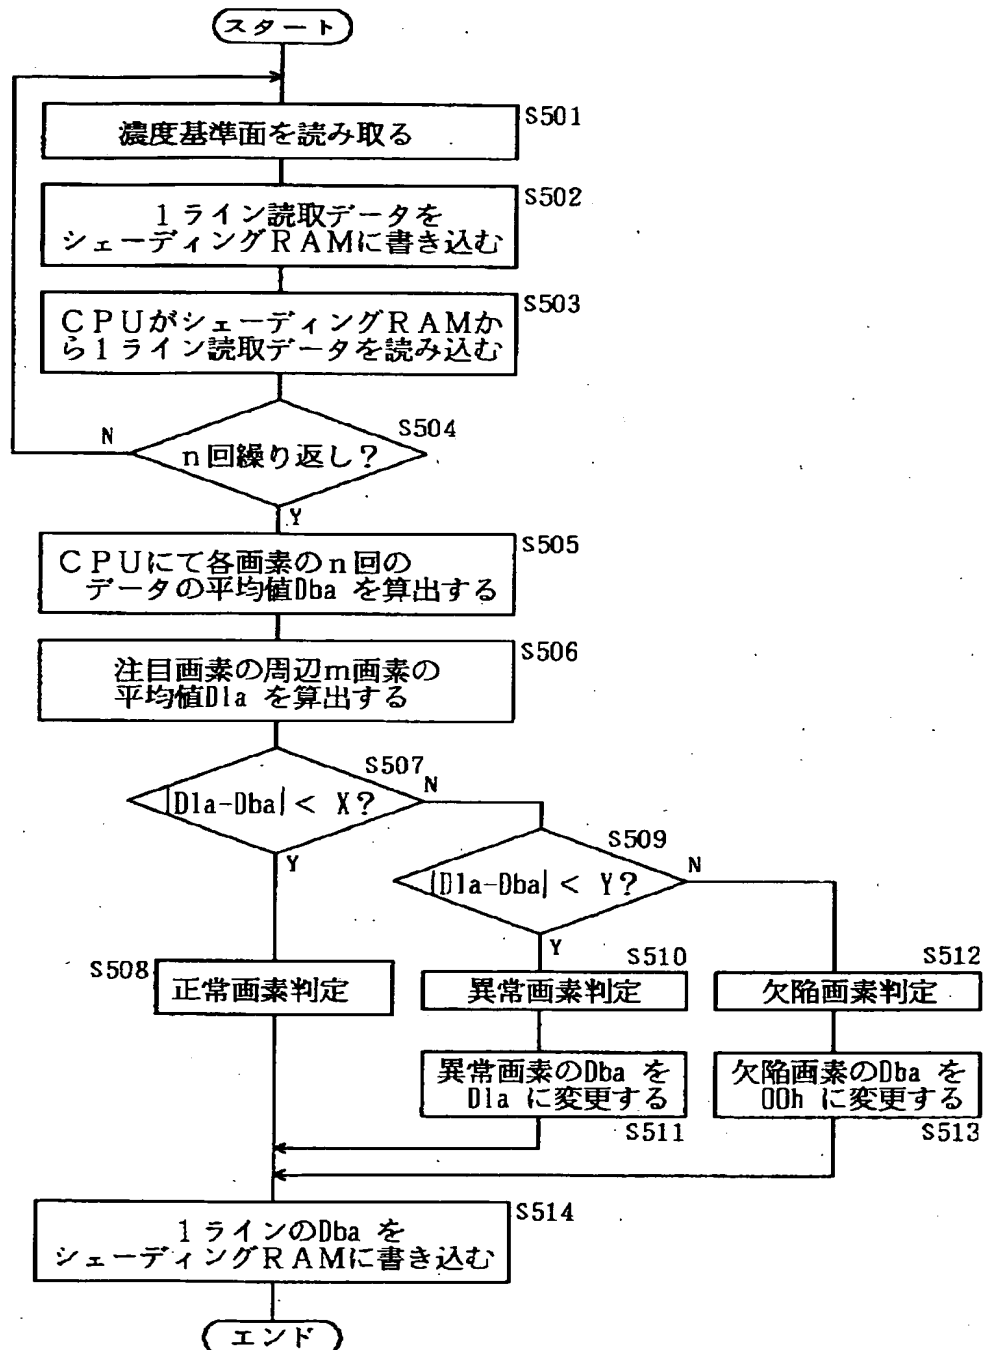 スタート
S501
濃度基準面を読み取る
S502
１ライン読取データを
シェーディングＲＡＭに書き込む
S503
ＣＰＵがシェーディングＲＡＭか
ら１ライン読取データを読み込む
S504
N
n回繰り返し？
Y
S505
ＣＰＵにて各画素のn回の
データの平均値Dba を算出する
S506
注目画素の周辺m画素の
平均値D1a を算出する
S507
N
|D1a-Dba| < X？
Y
S509
N
|D1a-Dba| < Y？
Y
S508
正常画素判定
S510
異常画素判定
S512
欠陥画素判定
異常画素のDba を
D1a に変更する
S511
欠陥画素のDba を
00h に変更する
S513
S514
１ラインのDba を
シェーディングＲＡＭに書き込む
エンド